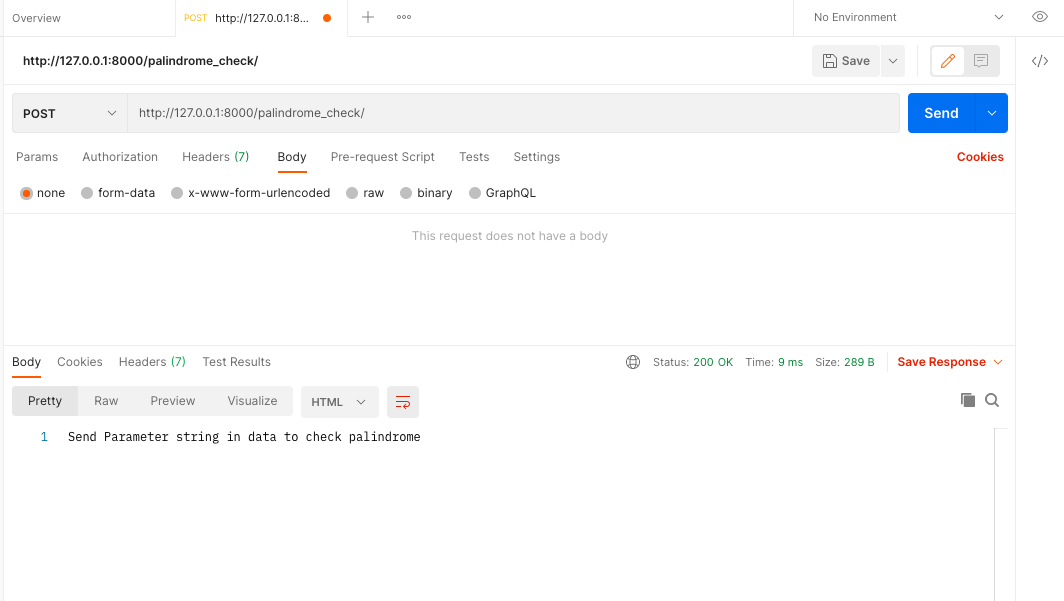 Overview
POST http://127.0.0.1:8...
No Environment
http://127.0.0.1:8000/palindrome_check/
Save
POST
http://127.0.0.1:8000/palindrome_check/
Send
Params Authorization Headers (7) Body Pre-request Script Tests Settings Cookies
none form-data x-www-form-urlencoded raw binary GraphQL
This request does not have a body
Body Cookies Headers (7) Test Results Status: 200 OK Time: 9 ms Size: 289 B Save Response
Pretty Raw Preview Visualize HTML
1 Send Parameter string in data to check palindrome